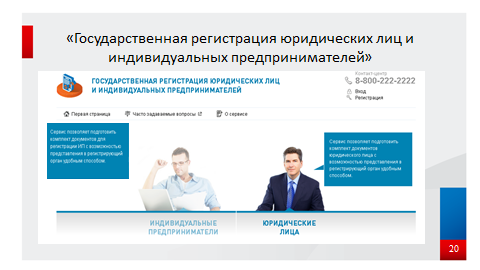 «Государственная регистрация юридических лиц и
индивидуальных предпринимателей»
ГОСУДАРСТВЕННАЯ РЕГИСТРАЦИЯ ЮРИДИЧЕСКИХ ЛИЦ
И ИНДИВИДУАЛЬНЫХ ПРЕДПРИНИМАТЕЛЕЙ
Контакт-центр
8-800-222-2222
Вход
Регистрация
Первая страница
Часто задаваемые вопросы
О сервисе
Сервис позволяет подготовить
комплект документов для
регистрации ИП с возможностью
представления в регистрирующий
орган удобным способом
Сервис позволяет подготовить
комплект документов
юридического лица с
возможностью представления в
регистрирующий орган удобным
способом
ИНДИВИДУАЛЬНЫЕ
ПРЕДПРИНИМАТЕЛИ
ЮРИДИЧЕСКИЕ
ЛИЦА
20